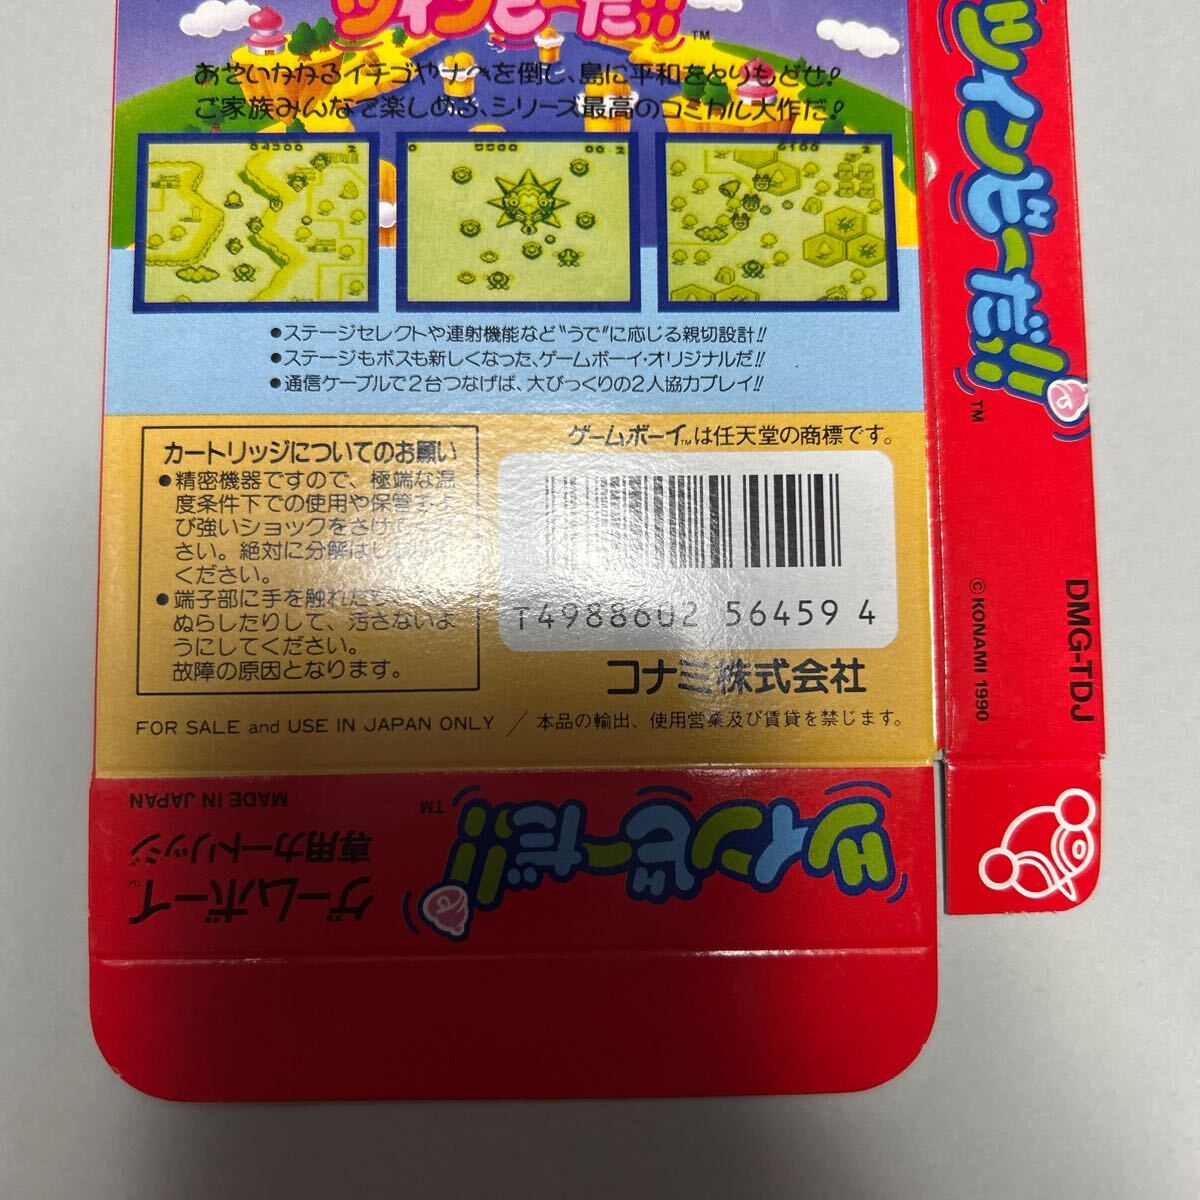 ツインビーだ!!
TM
おそいかかるイチゴやナスを倒し、島に平和をとりもどせ!
ご家族みんなで楽しめる、シリーズ最高のコミカル大作だ!
04300 2
0 5500 00 2
6100 2
●ステージセレクトや連射機能など"うで"に応じる親切設計!!
●ステージもボスも新しくなった、ゲームボーイ・オリジナルだ!!
●通信ケーブルで2台つなげば、大びっくりの2人協力プレイ!!
カートリッジについてのお願い
●精密機器ですので、極端な温
度条件下での使用や保管およ
び強いショックをさけてくだ
さい。絶対に分解はしないで
ください。
●端子部に手を触れたり
ぬらしたりして、汚さないよ
うにしてください。
故障の原因となります。
ゲームボーイ™は任天堂の商標です。
T4988602 56459 4
コナミ株式会社
FOR SALE and USE IN JAPAN ONLY / 本品の輸出、使用営業及び賃貸を禁じます。
ツインビーだ!!
TM
ゲームボーイ™
専用カートリッジ
MADE IN JAPAN
ツインビーだ!!
TM
© KONAMI 1990
DMG-TDJ